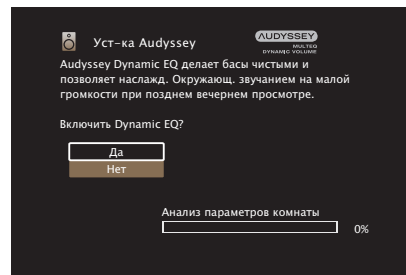 Уст-ка Audyssey
AUDYSSEY
MULTEQ
DYNAMIC VOLUME
Audyssey Dynamic EQ делает басы чистыми и
позволяет наслажд. Окружающ. звучанием на малой
громкости при позднем вечернем просмотре.
Включить Dynamic EQ?
Да
Нет
Анализ параметров комнаты
0%